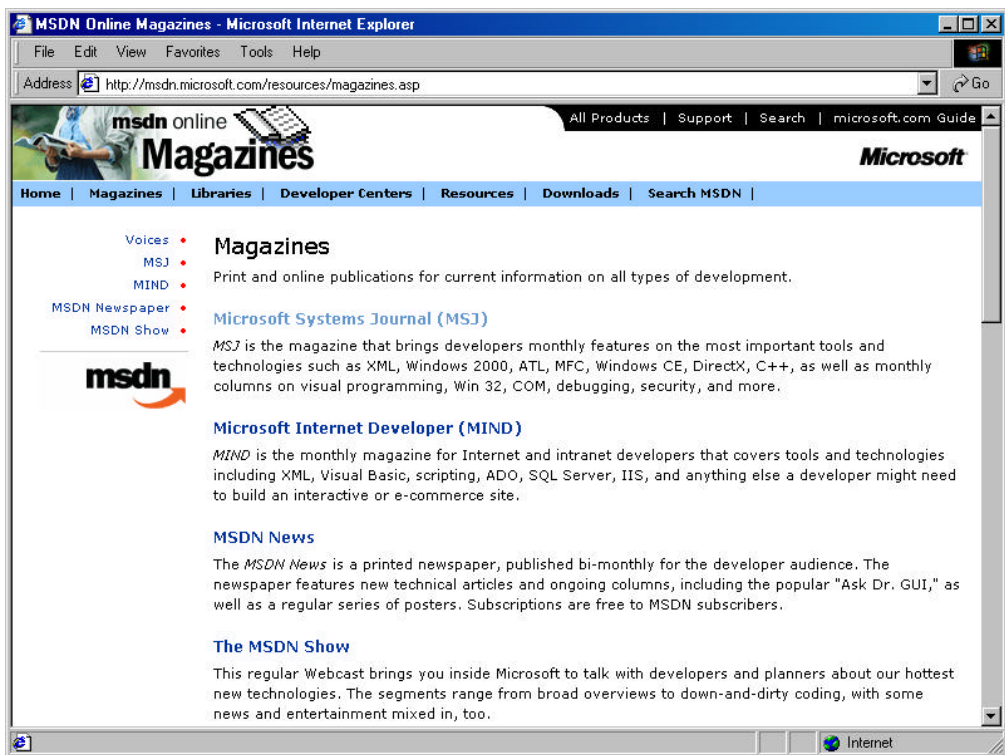 MSDN Online Magazines - Microsoft Internet Explorer
File Edit View Favorites Tools Help
Address http://msdn.microsoft.com/resources/magazines.asp Go
msdn online
Magazines
All Products | Support | Search | microsoft.com Guide
Microsoft
Home | Magazines | Libraries | Developer Centers | Resources | Downloads | Search MSDN |
Voices
MSJ
MIND
MSDN Newspaper
MSDN Show
msdn
Magazines
Print and online publications for current information on all types of development.
Microsoft Systems Journal (MSJ)
MSJ is the magazine that brings developers monthly features on the most important tools and
technologies such as XML, Windows 2000, ATL, MFC, Windows CE, DirectX, C++, as well as monthly
columns on visual programming, Win 32, COM, debugging, security, and more.
Microsoft Internet Developer (MIND)
MIND is the monthly magazine for Internet and intranet developers that covers tools and technologies
including XML, Visual Basic, scripting, ADO, SQL Server, IIS, and anything else a developer might need
to build an interactive or e-commerce site.
MSDN News
The MSDN News is a printed newspaper, published bi-monthly for the developer audience. The
newspaper features new technical articles and ongoing columns, including the popular "Ask Dr. GUI," as
well as a regular series of posters. Subscriptions are free to MSDN subscribers.
The MSDN Show
This regular Webcast brings you inside Microsoft to talk with developers and planners about our hottest
new technologies. The segments range from broad overviews to down-and-dirty coding, with some
news and entertainment mixed in, too.
Internet